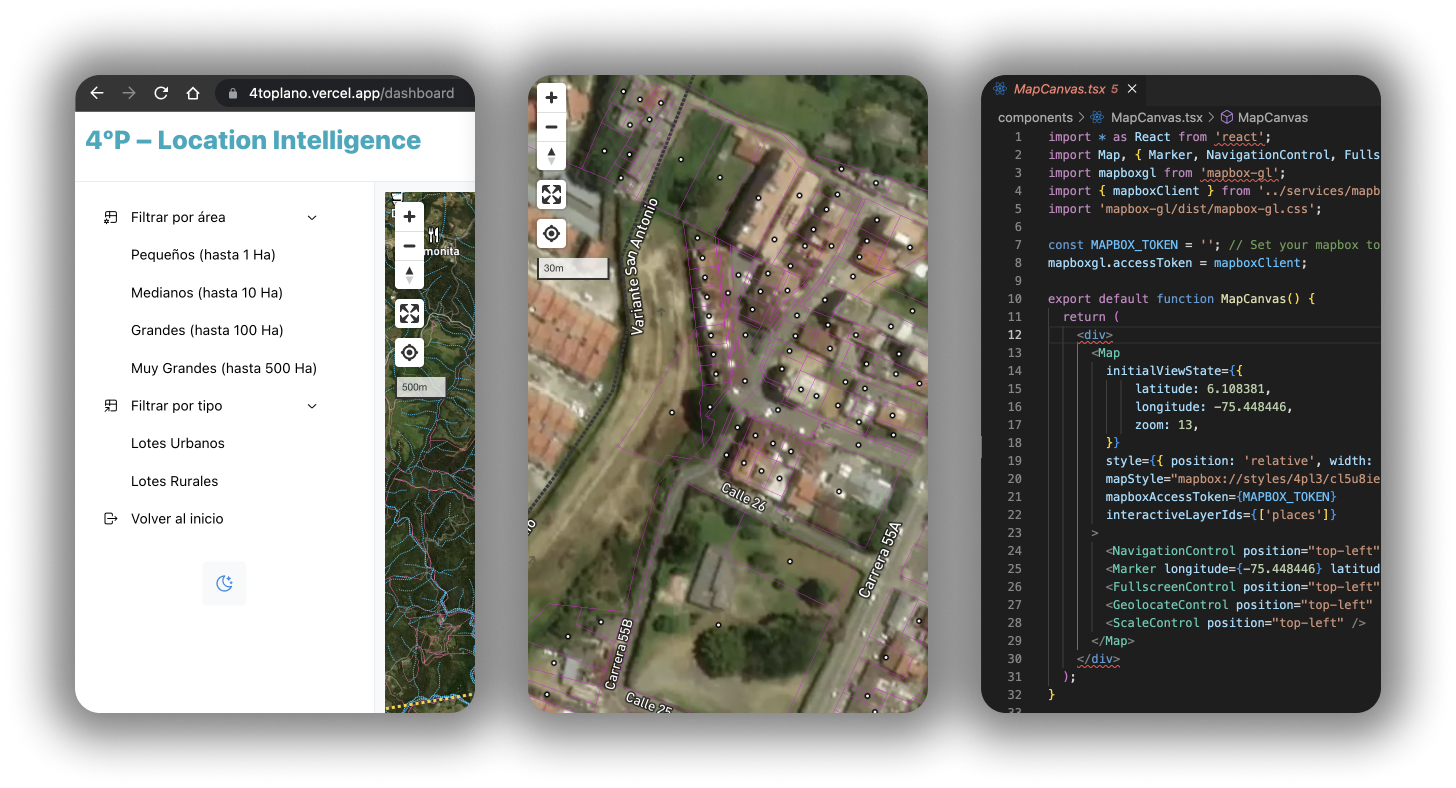 4toplano.vercel.app/dashboard
4ºP – Location Intelligence
Filtrar por área
Pequeños (hasta 1 Ha)
Medianos (hasta 10 Ha)
Grandes (hasta 100 Ha)
Muy Grandes (hasta 500 Ha)
Filtrar por tipo
Lotes Urbanos
Lotes Rurales
Volver al inicio
monita
500m
30m
Variante San Antonio
Calle 26
Carrera 55A
Carrera 55B
Calle 25
MapCanvas.tsx 5
components > MapCanvas.tsx > MapCanvas
1 import * as React from 'react';
2 import Map, { Marker, NavigationControl, Fulls
3 import mapboxgl from 'mapbox-gl';
4 import { mapboxClient } from '../services/mapb
5 import 'mapbox-gl/dist/mapbox-gl.css';
6
7 const MAPBOX_TOKEN = ''; // Set your mapbox to
8 mapboxgl.accessToken = mapboxClient;
9
10 export default function MapCanvas() {
11 return (
12 <div>
13 <Map
14 initialViewState={{
15 latitude: 6.108381,
16 longitude: -75.448446,
17 zoom: 13,
18 }}
19 style={{ position: 'relative', width:
20 mapStyle="mapbox://styles/4pl3/cl5u8ie
21 mapboxAccessToken={MAPBOX_TOKEN}
22 interactiveLayerIds={['places']}
23 >
24 <NavigationControl position="top-left"
25 <Marker longitude={-75.448446} latitud
26 <FullscreenControl position="top-left"
27 <GeolocateControl position="top-left"
28 <ScaleControl position="top-left" />
29 </Map>
30 </div>
31 );
32 }
33